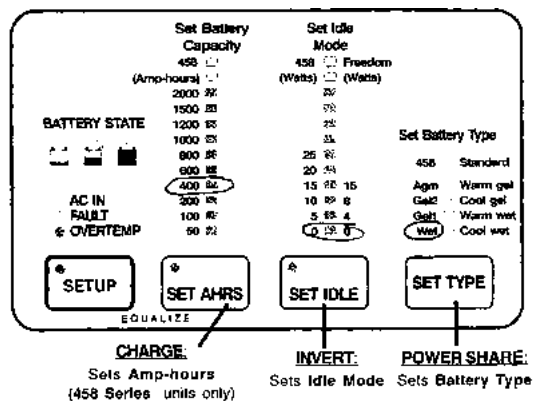 Set Battery Capacity
458
(Amp-hours)
2000
1500
1200
1000
800
600
400
200
100
50
Set Idle Mode
458 Freedom
(Watts) (Watts)
25
20
15 15
10 8
5 4
0 0
BATTERY STATE
AC IN
FAULT
OVERTEMP
Set Battery Type
458 Standard
Agm Warm gel
Gel2 Cool gel
Gel1 Warm wet
Wet Cool wet
SETUP
SET AHRS
SET IDLE
SET TYPE
EQUALIZE
CHARGE:
Sets Amp-hours
(458 Series units only)
INVERT:
Sets Idle Mode
POWER SHARE:
Sets Battery Type